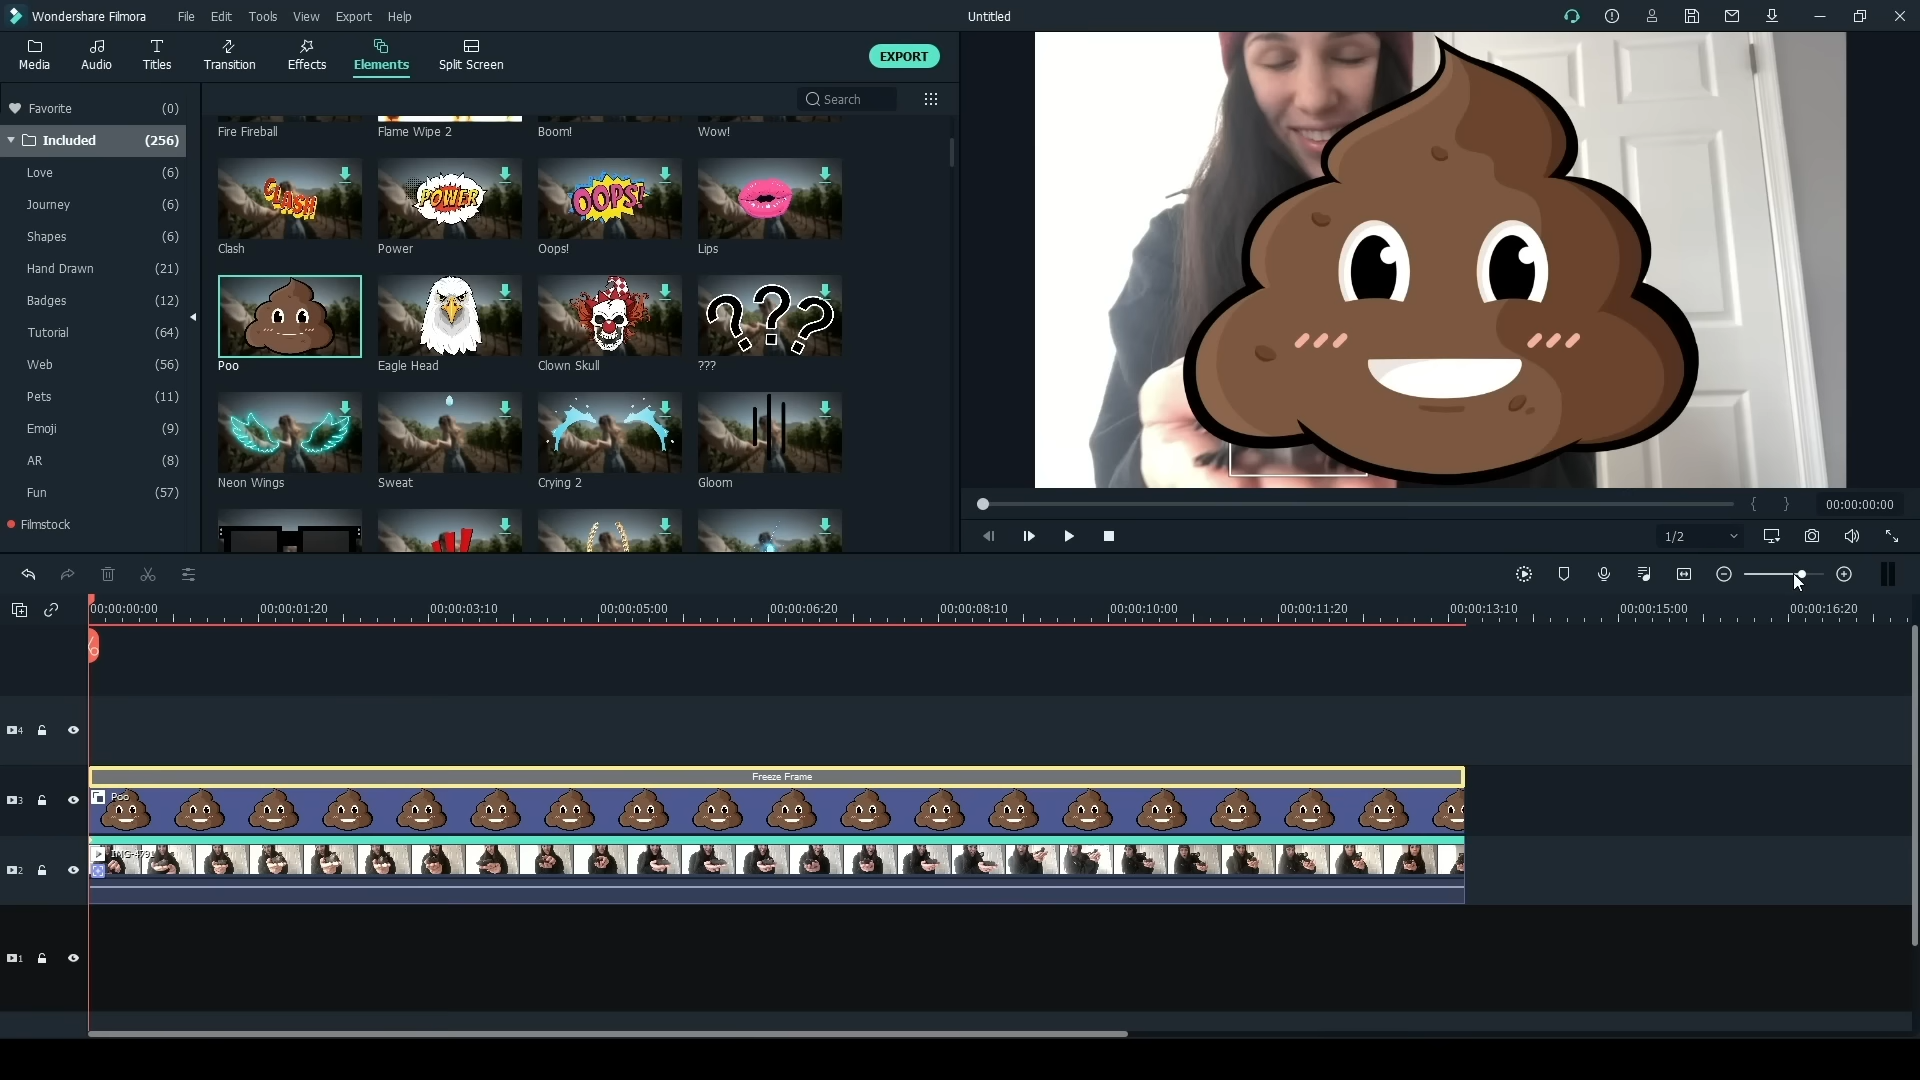 Wondershare Filmora File Edit Tools View Export Help Untitled
Media Audio Titles Transition Effects Elements Split Screen EXPORT
Favorite (0) Search
Included (256)
Love (6)
Journey (6)
Shapes (6)
Hand Drawn (21)
Badges (12)
Tutorial (64)
Web (56)
Pets (11)
Emoji (9)
AR (8)
Fun (57)
Filmstock
Fire Fireball Flame Wipe 2 Boom! Wow!
CLASH POWER OOPS!
Clash Power Oops! Lips
???
Poo Eagle Head Clown Skull ???
Neon Wings Sweat Crying 2 Gloom
{ } 00:00:00:00
1/2
00:00:00:00 00:00:01:20 00:00:03:10 00:00:05:00 00:00:06:20 00:00:08:10 00:00:10:00 00:00:11:20 00:00:13:10 00:00:15:00 00:00:16:20
4
Freeze Frame
3 Poo
IMG-4791
2
1